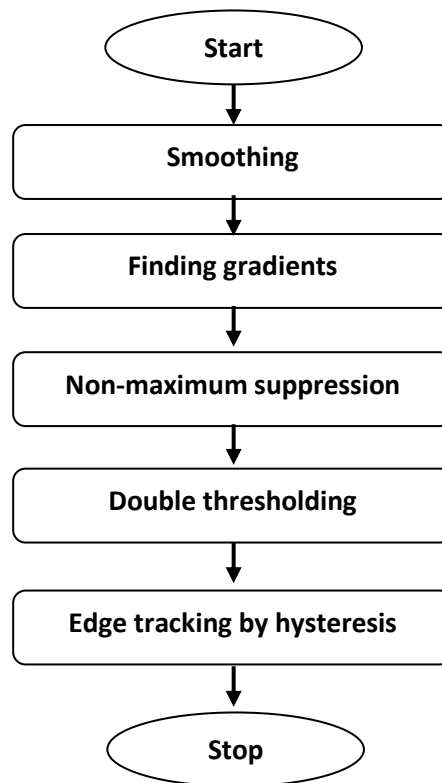 Start
Smoothing
Finding gradients
Non-maximum suppression
Double thresholding
Edge tracking by hysteresis
Stop